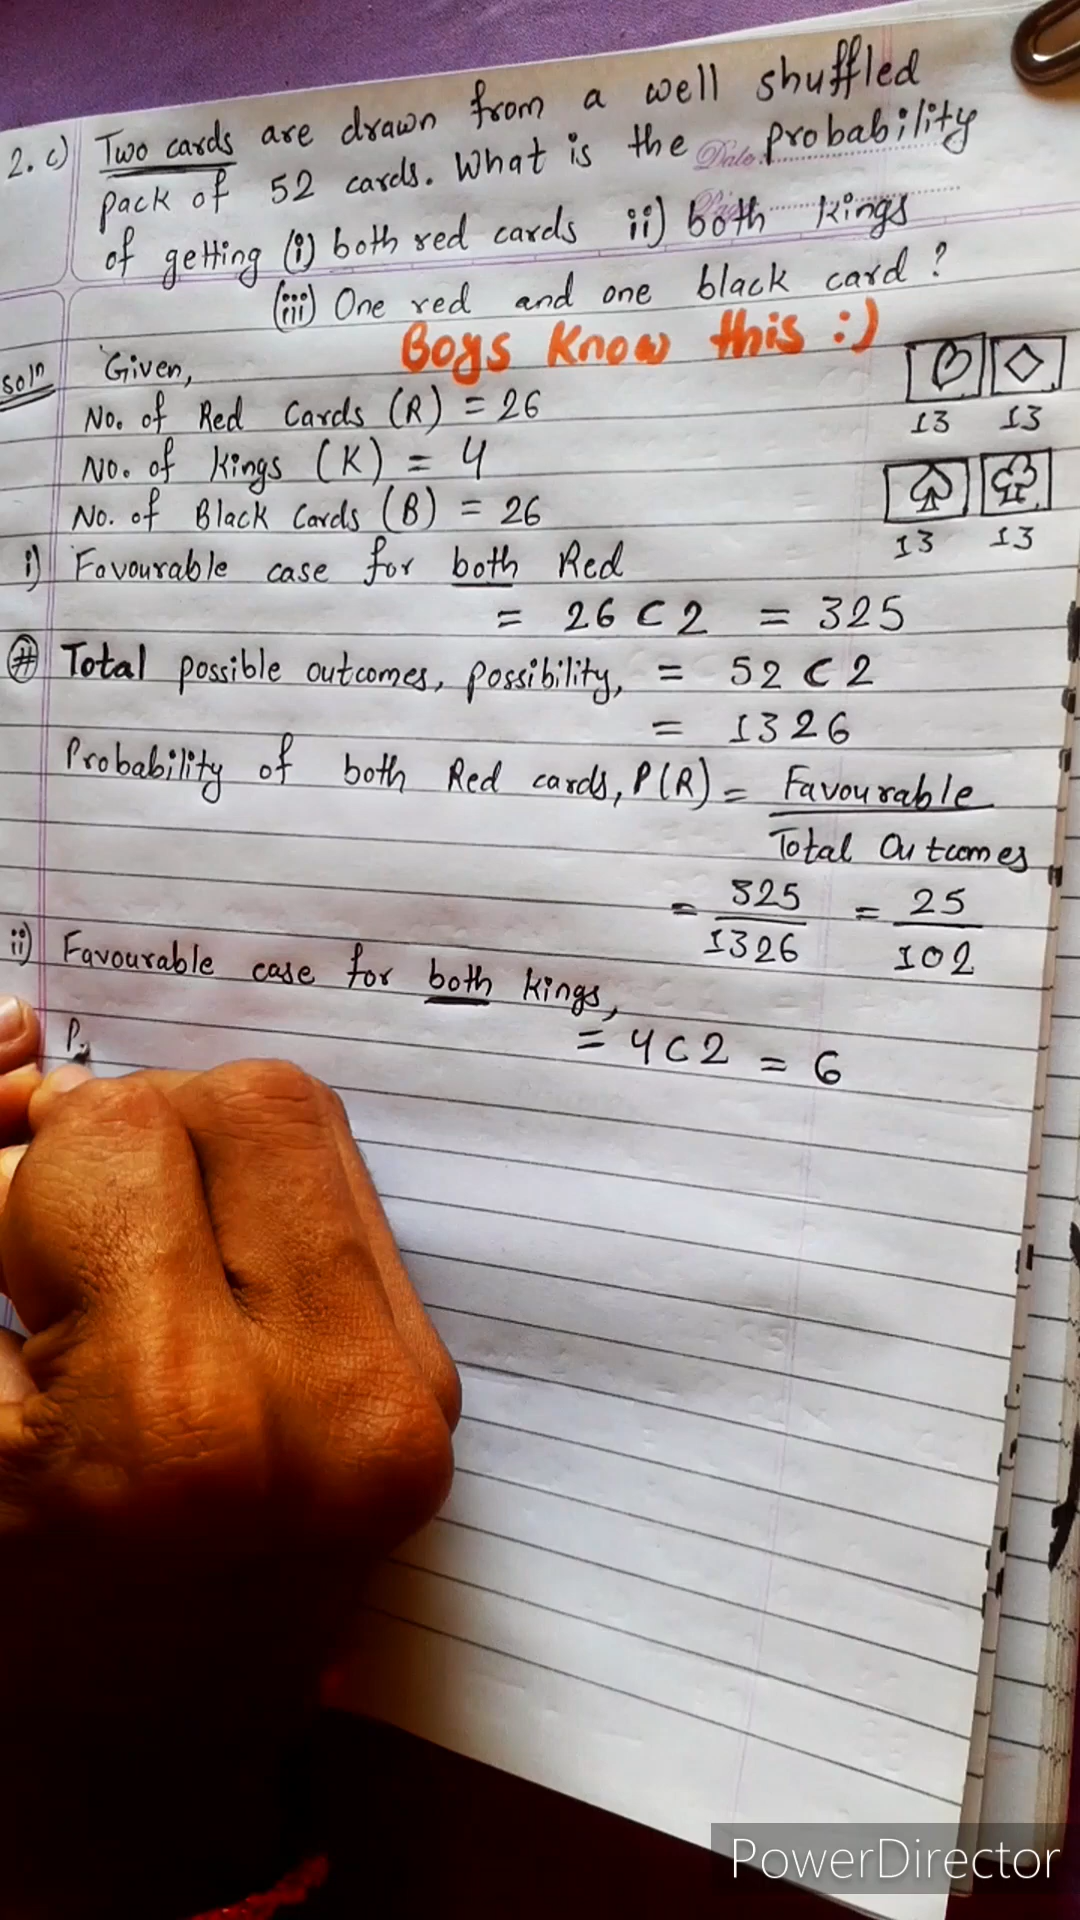 2. c) Two cards are drawn from a well shuffled
pack of 52 cards. What is the probability
Date:
of getting (i) both red cards ii) both kings
(iii) One red and one black card ?
Boys Know this :)
soln Given,
No. of Red Cards (R) = 26
13 13
No. of Kings (K) = 4
No. of Black Cards (B) = 26
13 13
i) Favourable case for both Red
= 26 C 2 = 325
# Total possible outcomes, possibility, = 52 C 2
= 1326
Probability of both Red cards, P(R) = Favourable
Total Outcomes
= 325 = 25
1326 102
ii) Favourable case for both kings,
= 4C2 = 6
P
PowerDirector